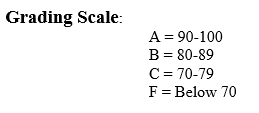 Grading Scale:
A = 90-100
B = 80-89
C = 70-79
F = Below 70